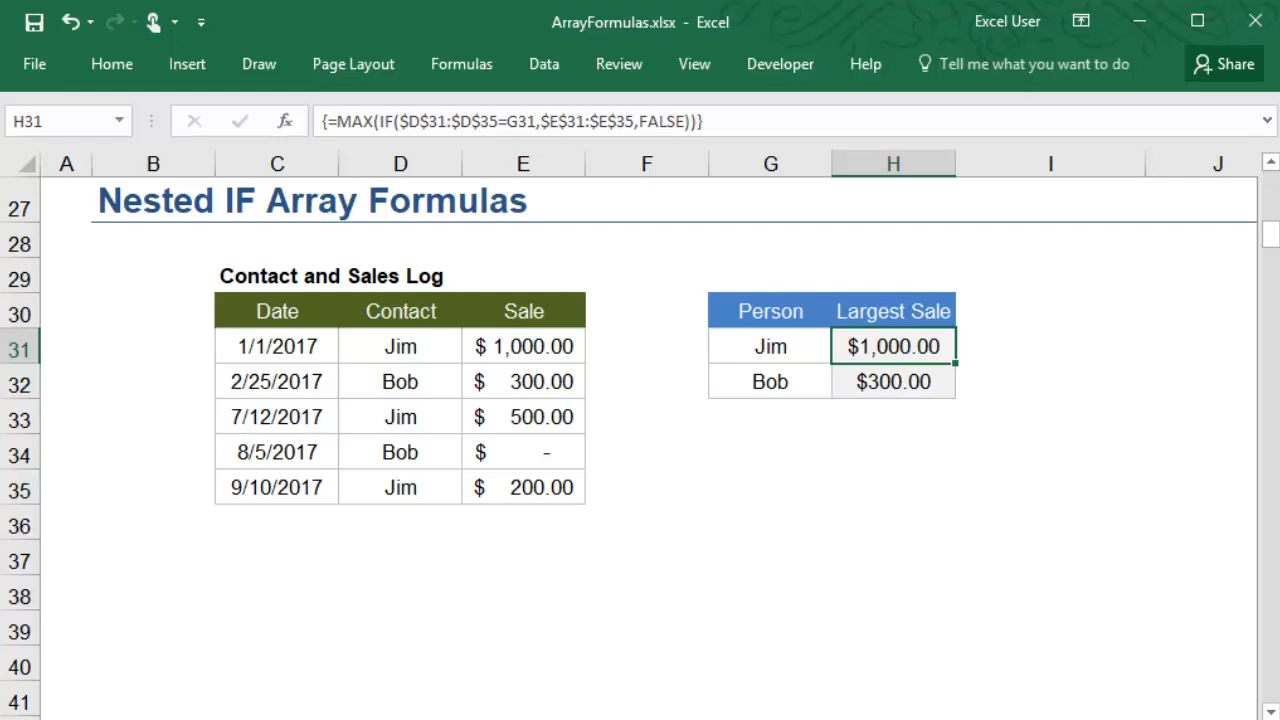 ArrayFormulas.xlsx - Excel
Excel User
File Home Insert Draw Page Layout Formulas Data Review View Developer Help Tell me what you want to do Share
H31 fx {=MAX(IF($D$31:$D$35=G31,$E$31:$E$35,FALSE))}
A B C D E F G H I J
27 Nested IF Array Formulas
28
29 Contact and Sales Log
30 Date Contact Sale Person Largest Sale
31 1/1/2017 Jim $ 1,000.00 Jim $1,000.00
32 2/25/2017 Bob $ 300.00 Bob $300.00
33 7/12/2017 Jim $ 500.00
34 8/5/2017 Bob $ -
35 9/10/2017 Jim $ 200.00
36
37
38
39
40
41